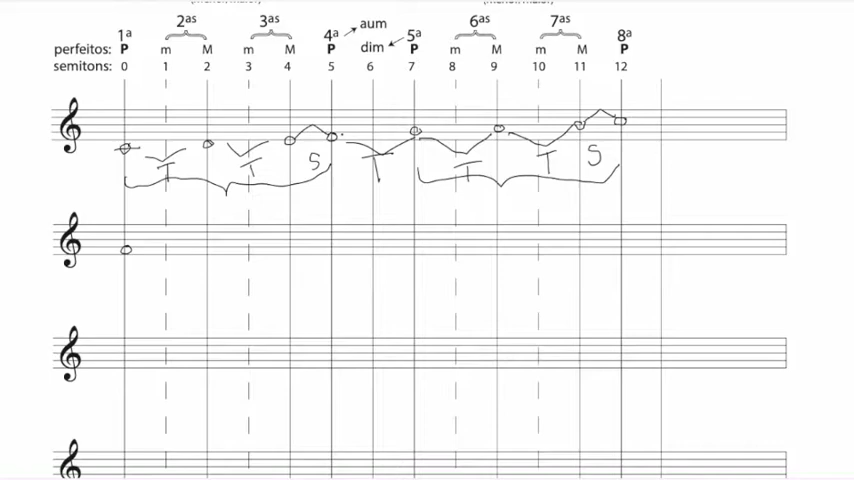 2as 3as aum 6as 7as
1a 4a 5a 8a
perfeitos: P m M m M P dim P m M m M P
semitons: 0 1 2 3 4 5 6 7 8 9 10 11 12
T T S T T T S